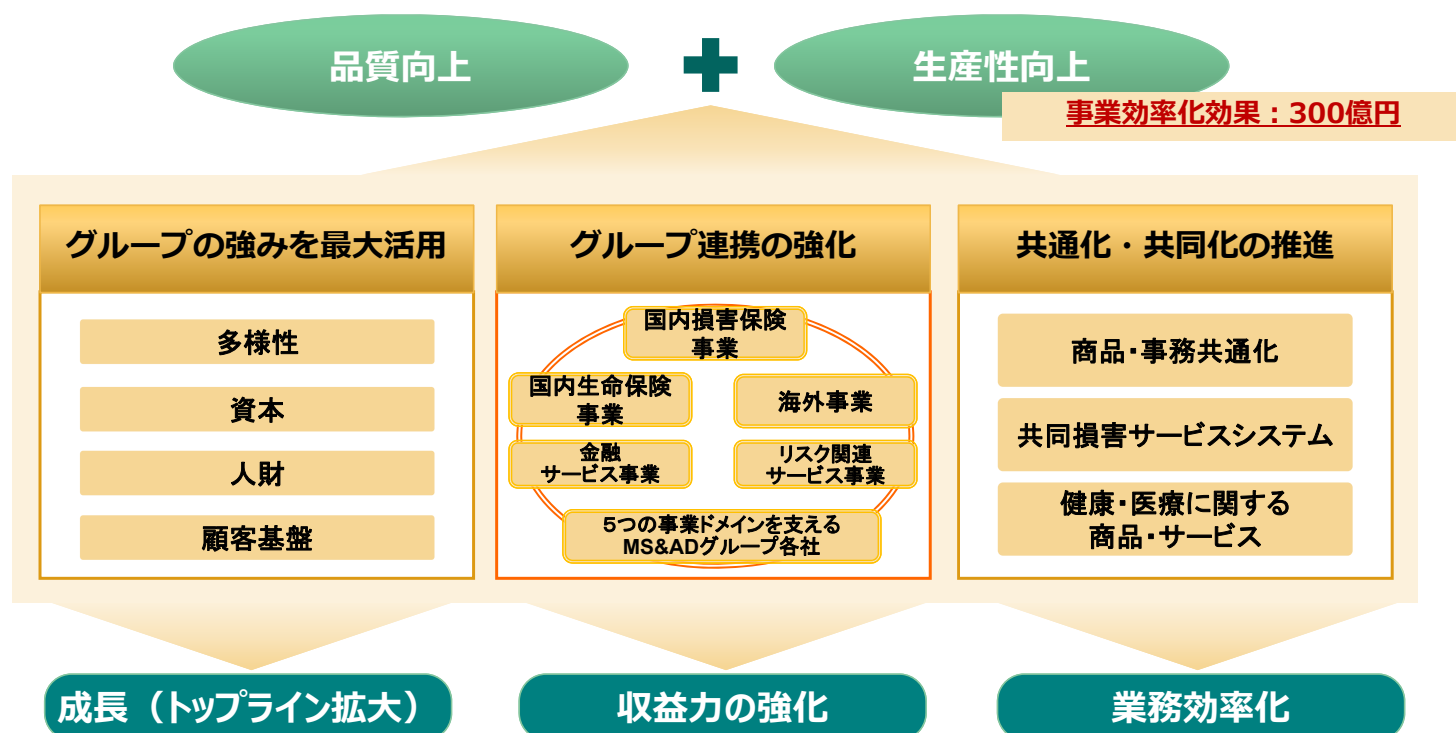 品質向上
生産性向上
事業効率化効果：300億円
グループの強みを最大活用
多様性
資本
人財
顧客基盤
グループ連携の強化
国内損害保険
事業
国内生命保険
事業
海外事業
金融
サービス事業
リスク関連
サービス事業
5つの事業ドメインを支える
MS&ADグループ各社
共通化・共同化の推進
商品・事務共通化
共同損害サービスシステム
健康・医療に関する
商品・サービス
成長（トップライン拡大）
収益力の強化
業務効率化